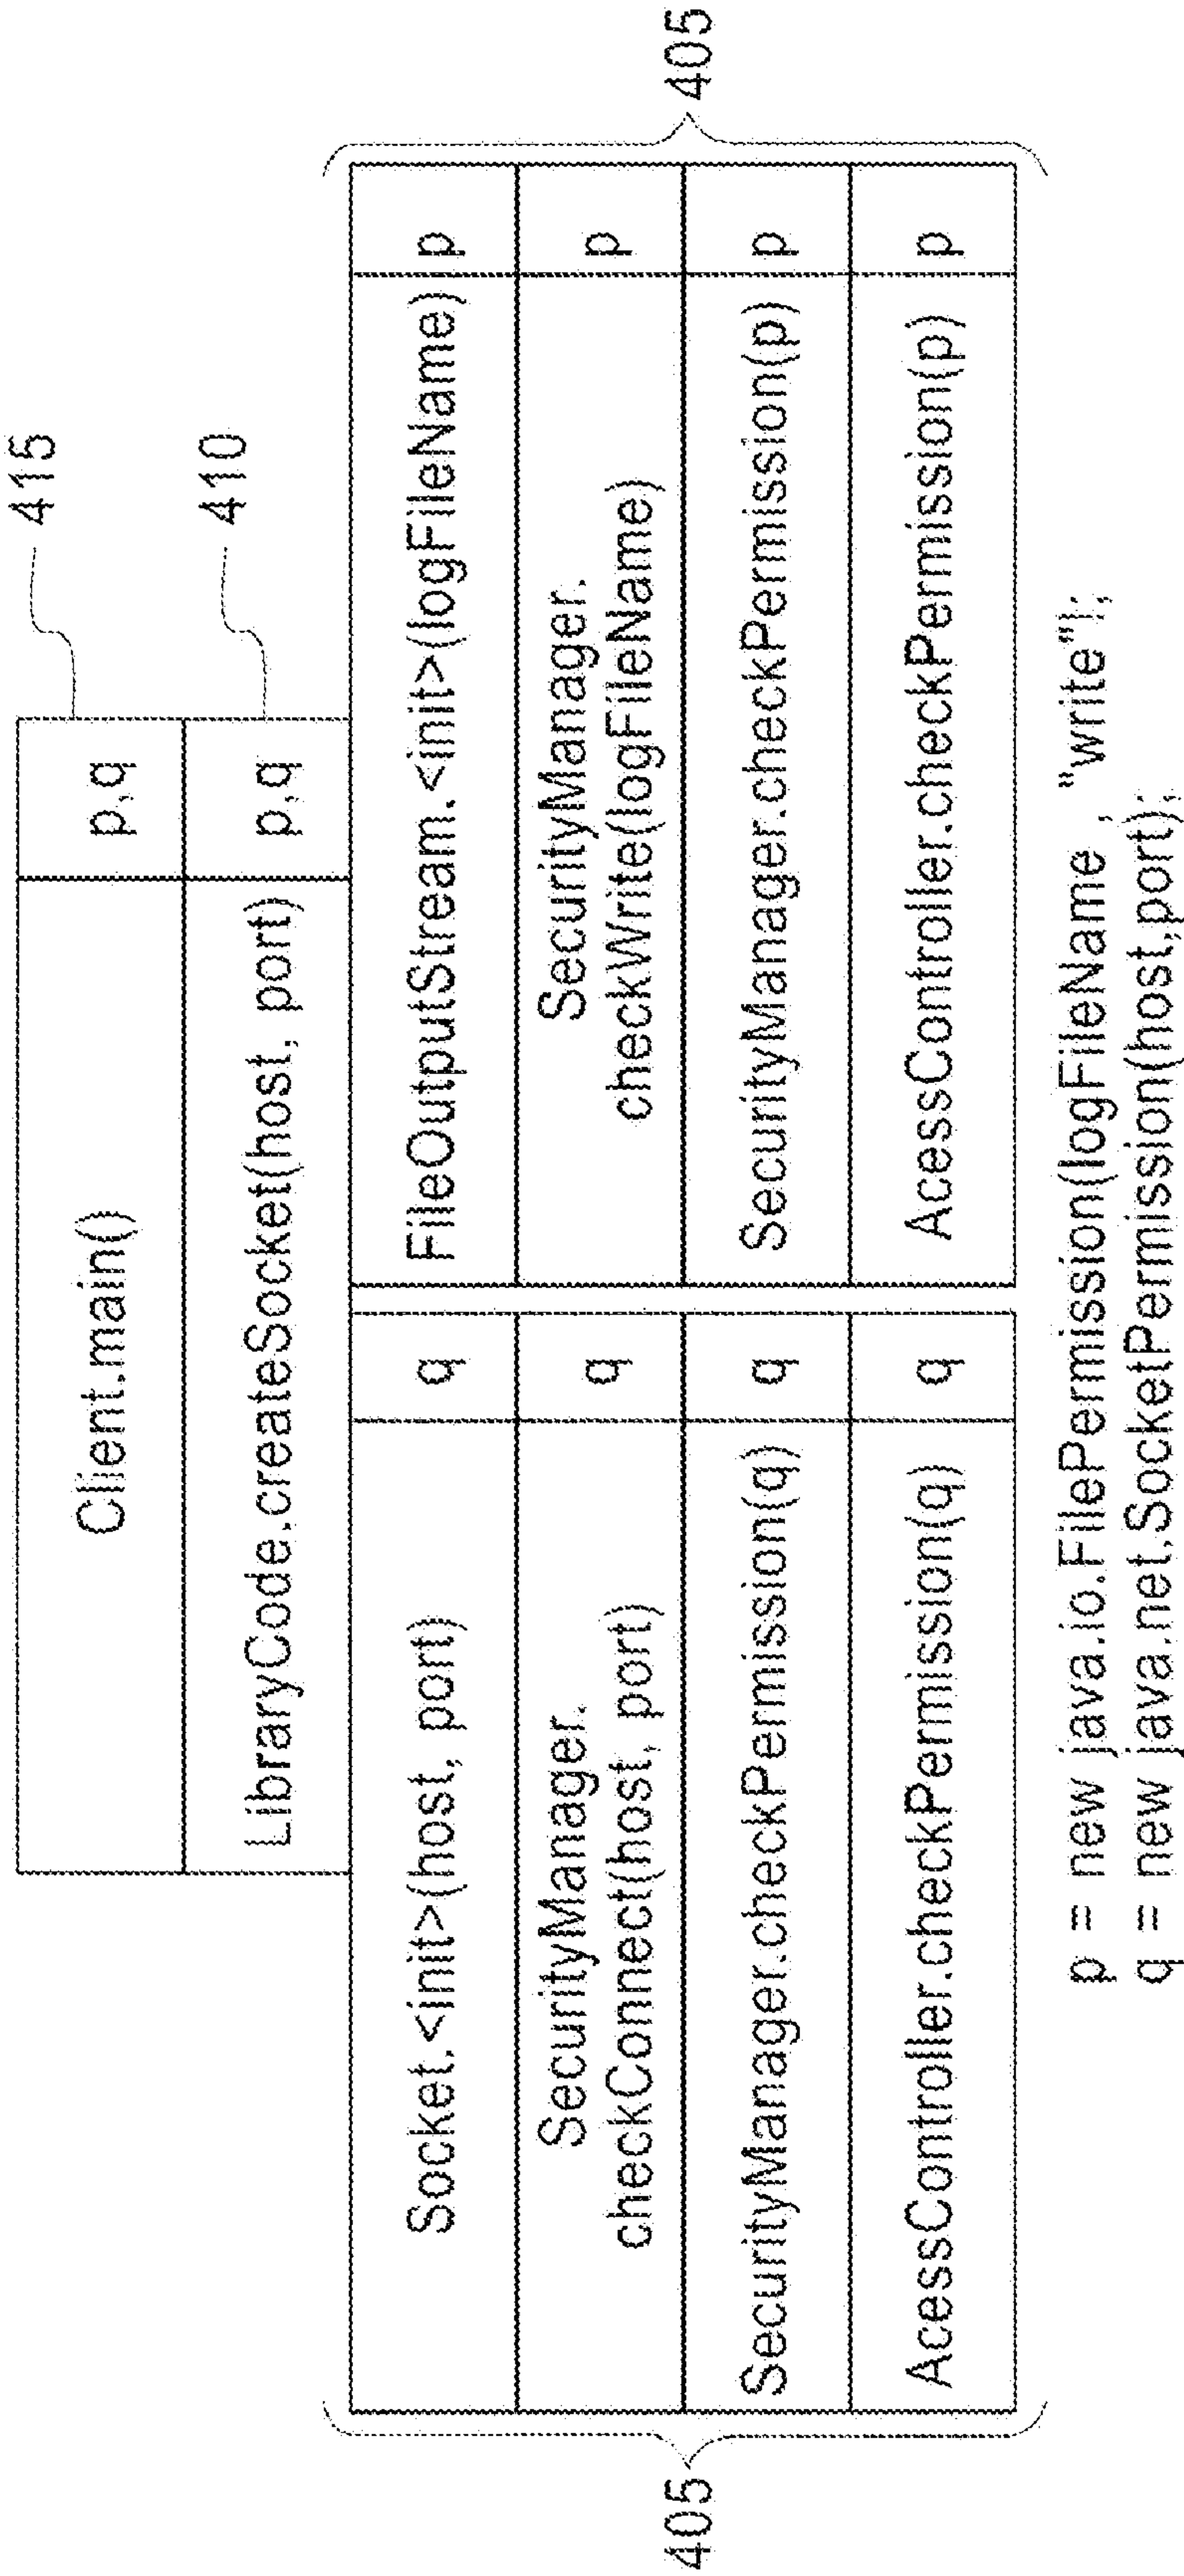 Client.main()
p,q
415
LibraryCode.createSocket(host, port)
p,q
410
Socket.<init>(host, port)
q
FileOutputStream.<init>(logFileName)
p
SecurityManager.
checkConnect(host, port)
q
SecurityManager.
checkWrite(logFileName)
p
SecurityManager.checkPermission(q)
q
SecurityManager.checkPermission(p)
p
AcessController.checkPermission(q)
q
AcessController.checkPermission(p)
p
405
405
p = new java.io.FilePermission(logFileName , "write");
q = new java.net.SocketPermission(host,port);